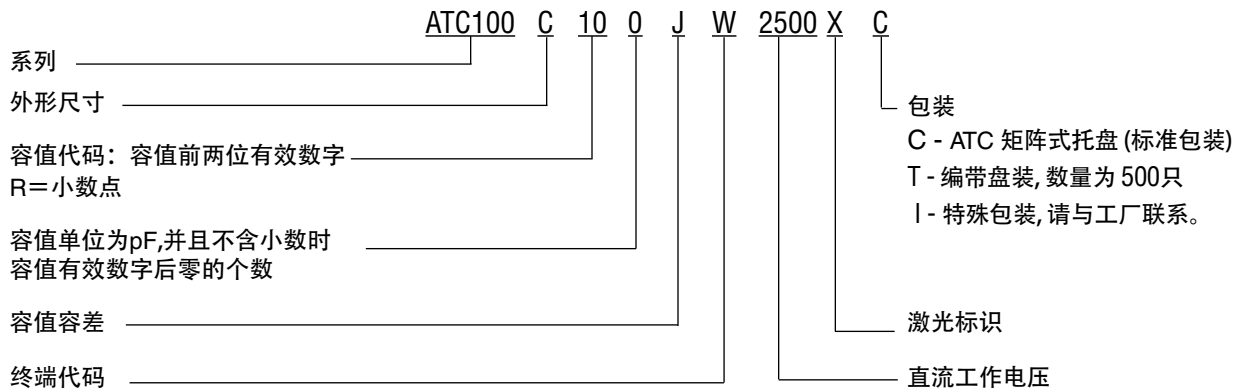 ATC100 C 10 0 J W 2500 X C
系列
外形尺寸
容值代码：容值前两位有效数字
R＝小数点
容值单位为pF,并且不含小数时
容值有效数字后零的个数
容值容差
终端代码
包装
C - ATC 矩阵式托盘 (标准包装)
T - 编带盘装, 数量为 500只
I - 特殊包装, 请与工厂联系。
激光标识
直流工作电压